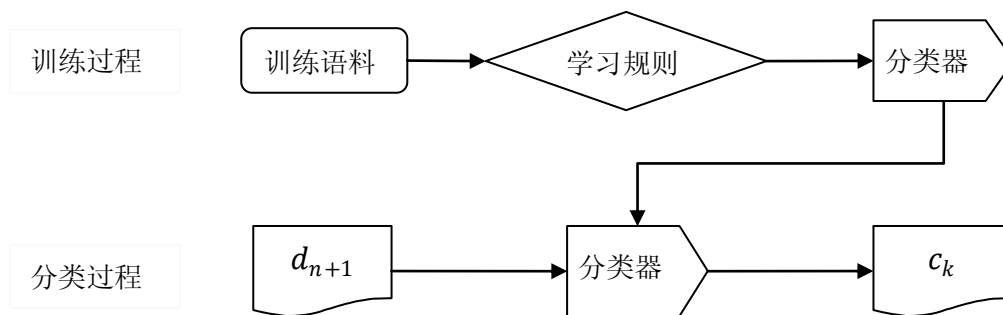 训练过程
训练语料
学习规则
分类器
分类过程
d_{n+1}
分类器
c_k